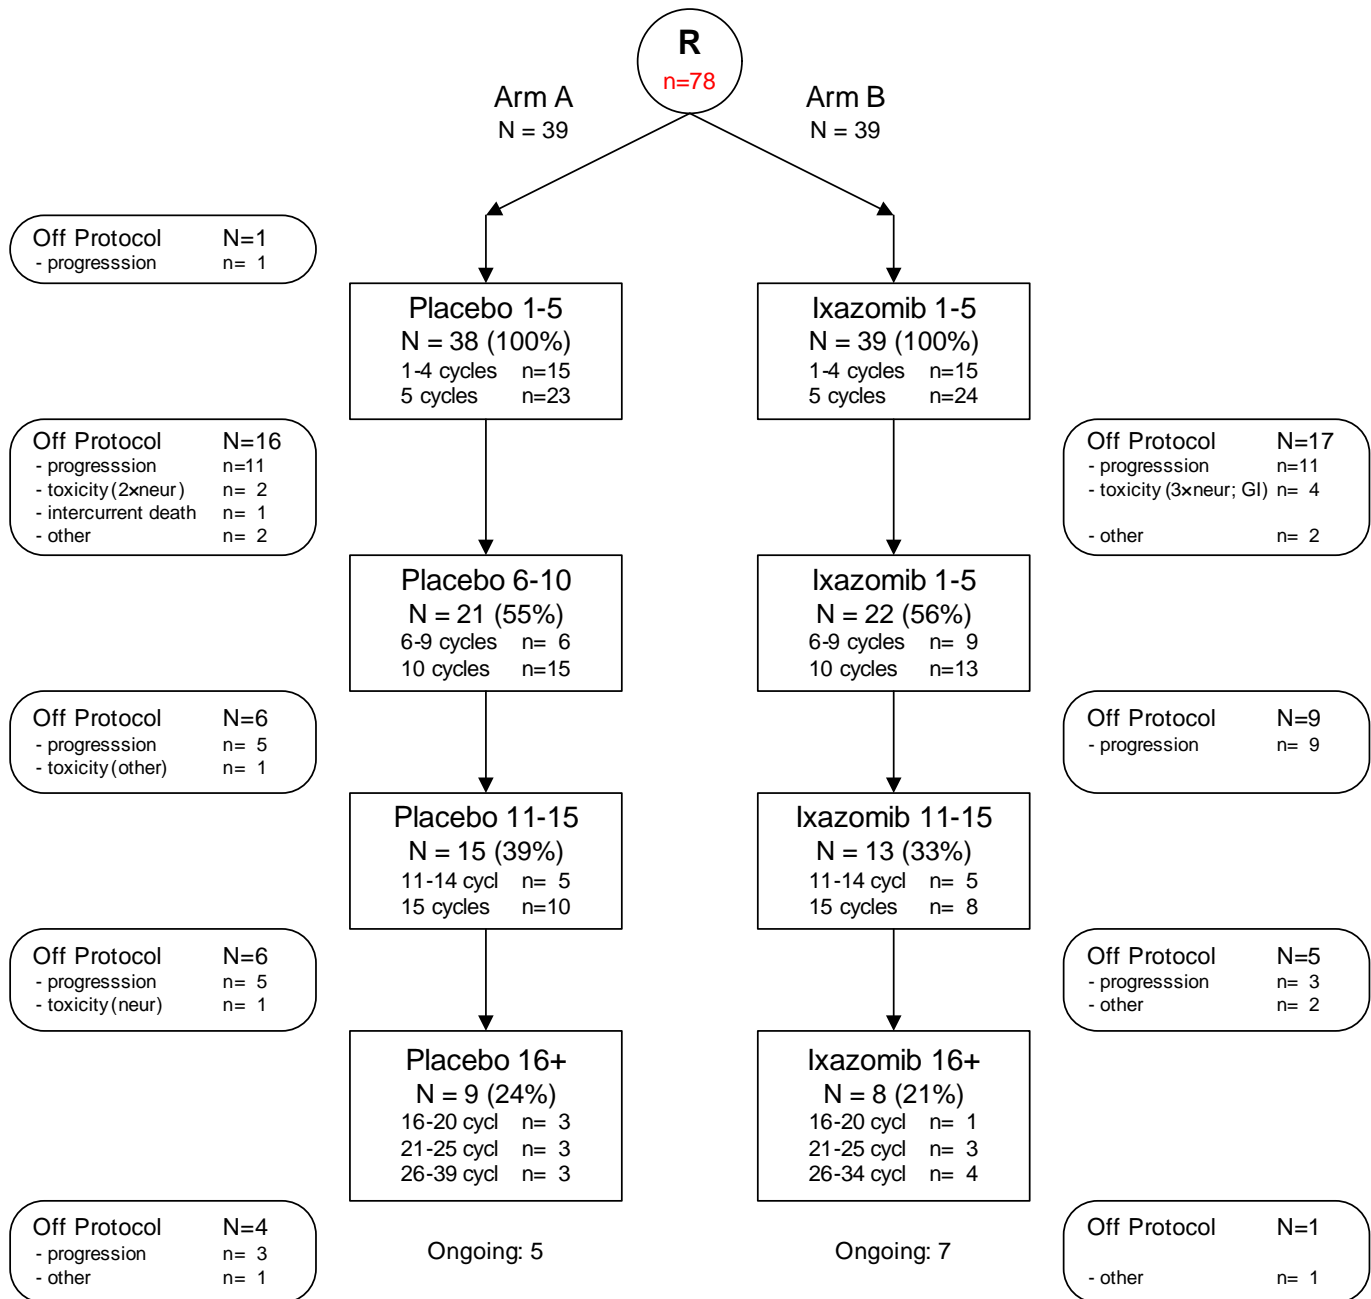 R
n=78
Arm A
N = 39
Arm B
N = 39
Off Protocol N=1
- progresssion n= 1
Placebo 1-5
N = 38 (100%)
1-4 cycles n=15
5 cycles n=23
Ixazomib 1-5
N = 39 (100%)
1-4 cycles n=15
5 cycles n=24
Off Protocol N=16
- progresssion n=11
- toxicity (2×neur) n= 2
- intercurrent death n= 1
- other n= 2
Off Protocol N=17
- progresssion n=11
- toxicity (3×neur; GI) n= 4
- other n= 2
Placebo 6-10
N = 21 (55%)
6-9 cycles n= 6
10 cycles n=15
Ixazomib 1-5
N = 22 (56%)
6-9 cycles n= 9
10 cycles n=13
Off Protocol N=6
- progresssion n= 5
- toxicity (other) n= 1
Off Protocol N=9
- progression n= 9
Placebo 11-15
N = 15 (39%)
11-14 cycl n= 5
15 cycles n=10
Ixazomib 11-15
N = 13 (33%)
11-14 cycl n= 5
15 cycles n= 8
Off Protocol N=6
- progresssion n= 5
- toxicity (neur) n= 1
Off Protocol N=5
- progresssion n= 3
- other n= 2
Placebo 16+
N = 9 (24%)
16-20 cycl n= 3
21-25 cycl n= 3
26-39 cycl n= 3
Ixazomib 16+
N = 8 (21%)
16-20 cycl n= 1
21-25 cycl n= 3
26-34 cycl n= 4
Off Protocol N=4
- progression n= 3
- other n= 1
Ongoing: 5
Ongoing: 7
Off Protocol N=1
- other n= 1